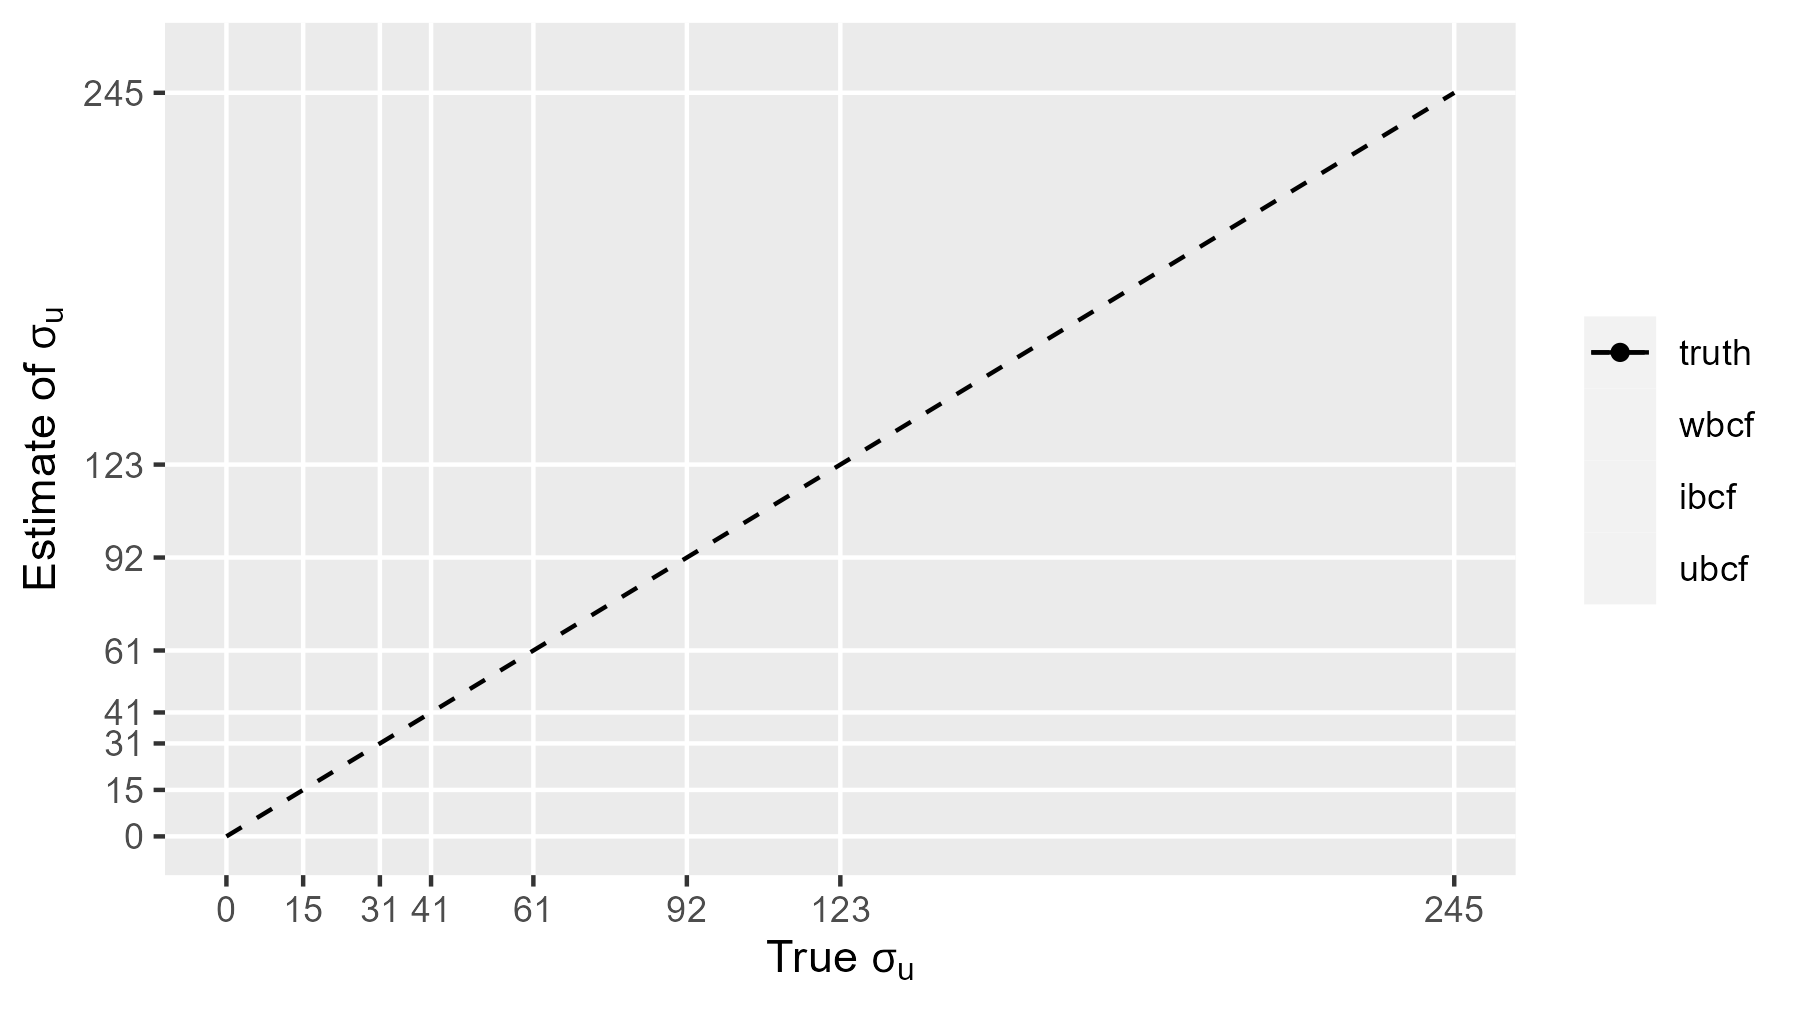 245
123
92
61
41
31
15
0
Estimate of σu
0 15 31 41 61 92 123 245
True σu
truth
wbcf
ibcf
ubcf